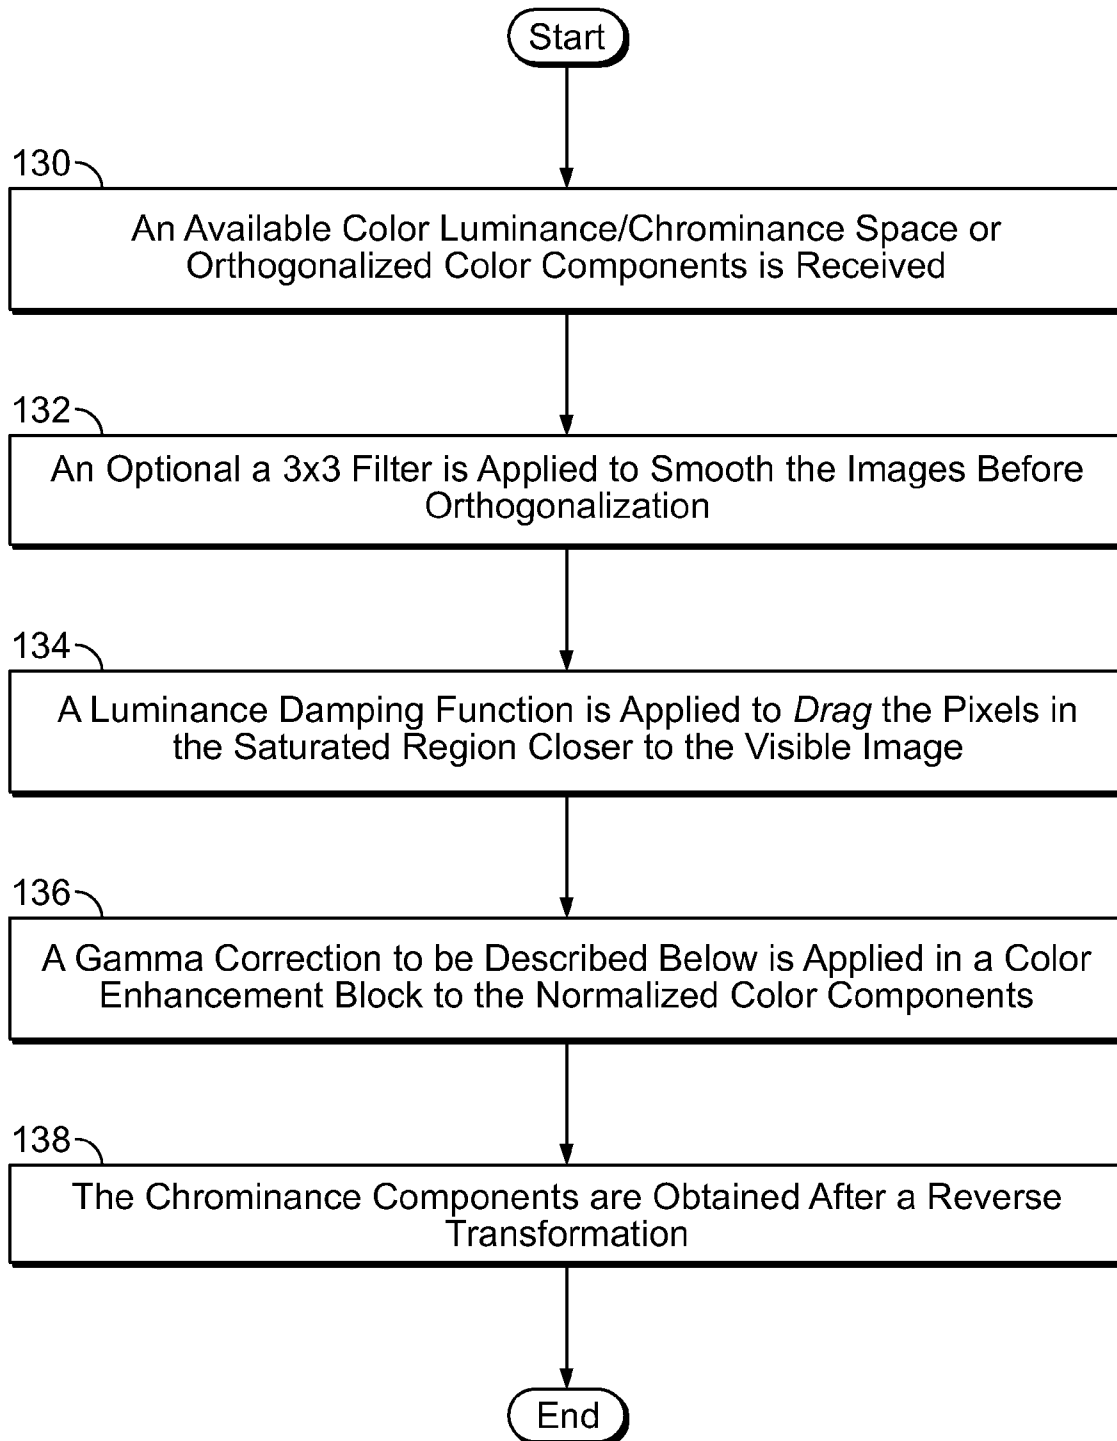 Start
130
An Available Color Luminance/Chrominance Space or
Orthogonalized Color Components is Received
132
An Optional a 3x3 Filter is Applied to Smooth the Images Before
Orthogonalization
134
A Luminance Damping Function is Applied to Drag the Pixels in
the Saturated Region Closer to the Visible Image
136
A Gamma Correction to be Described Below is Applied in a Color
Enhancement Block to the Normalized Color Components
138
The Chrominance Components are Obtained After a Reverse
Transformation
End